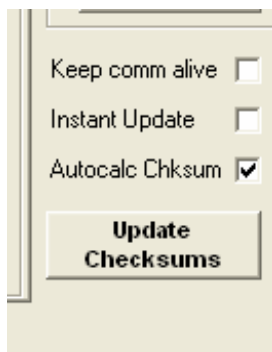 Keep comm alive
Instant Update
Autocalc Chksum
Update
Checksums